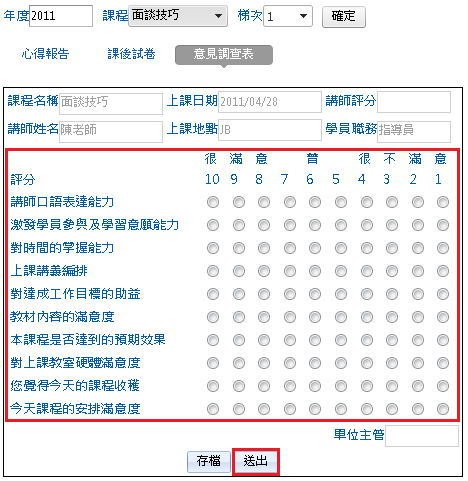 年度 2011 課程 面談技巧 梯次 1 確定
心得報告 課後試卷 意見調查表
課程名稱 面談技巧 上課日期 2011/04/28 講師評分
講師姓名 陳老師 上課地點 JB 學員職務 指導員
很 滿 意 普 很 不 滿 意
評分 10 9 8 7 6 5 4 3 2 1
講師口語表達能力
激發學員參與及學習意願能力
對時間的掌握能力
上課講義編排
對達成工作目標的助益
教材內容的滿意度
本課程是否達到的預期效果
對上課教室硬體滿意度
您覺得今天的課程收穫
今天課程的安排滿意度
單位主管
存檔 送出